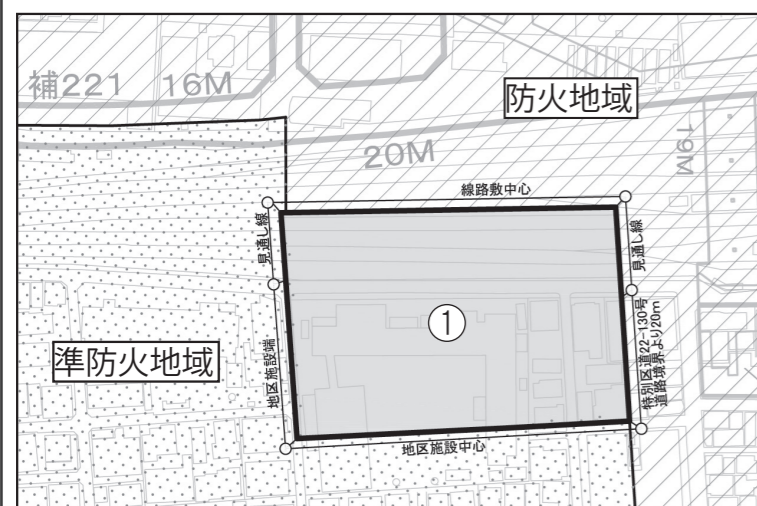 補221 16M
防火地域
20M
19M
線路敷中心
見通し線
見通し線
①
特別区道22-130号
道路境界より20m
準防火地域
地区施設端
地区施設中心